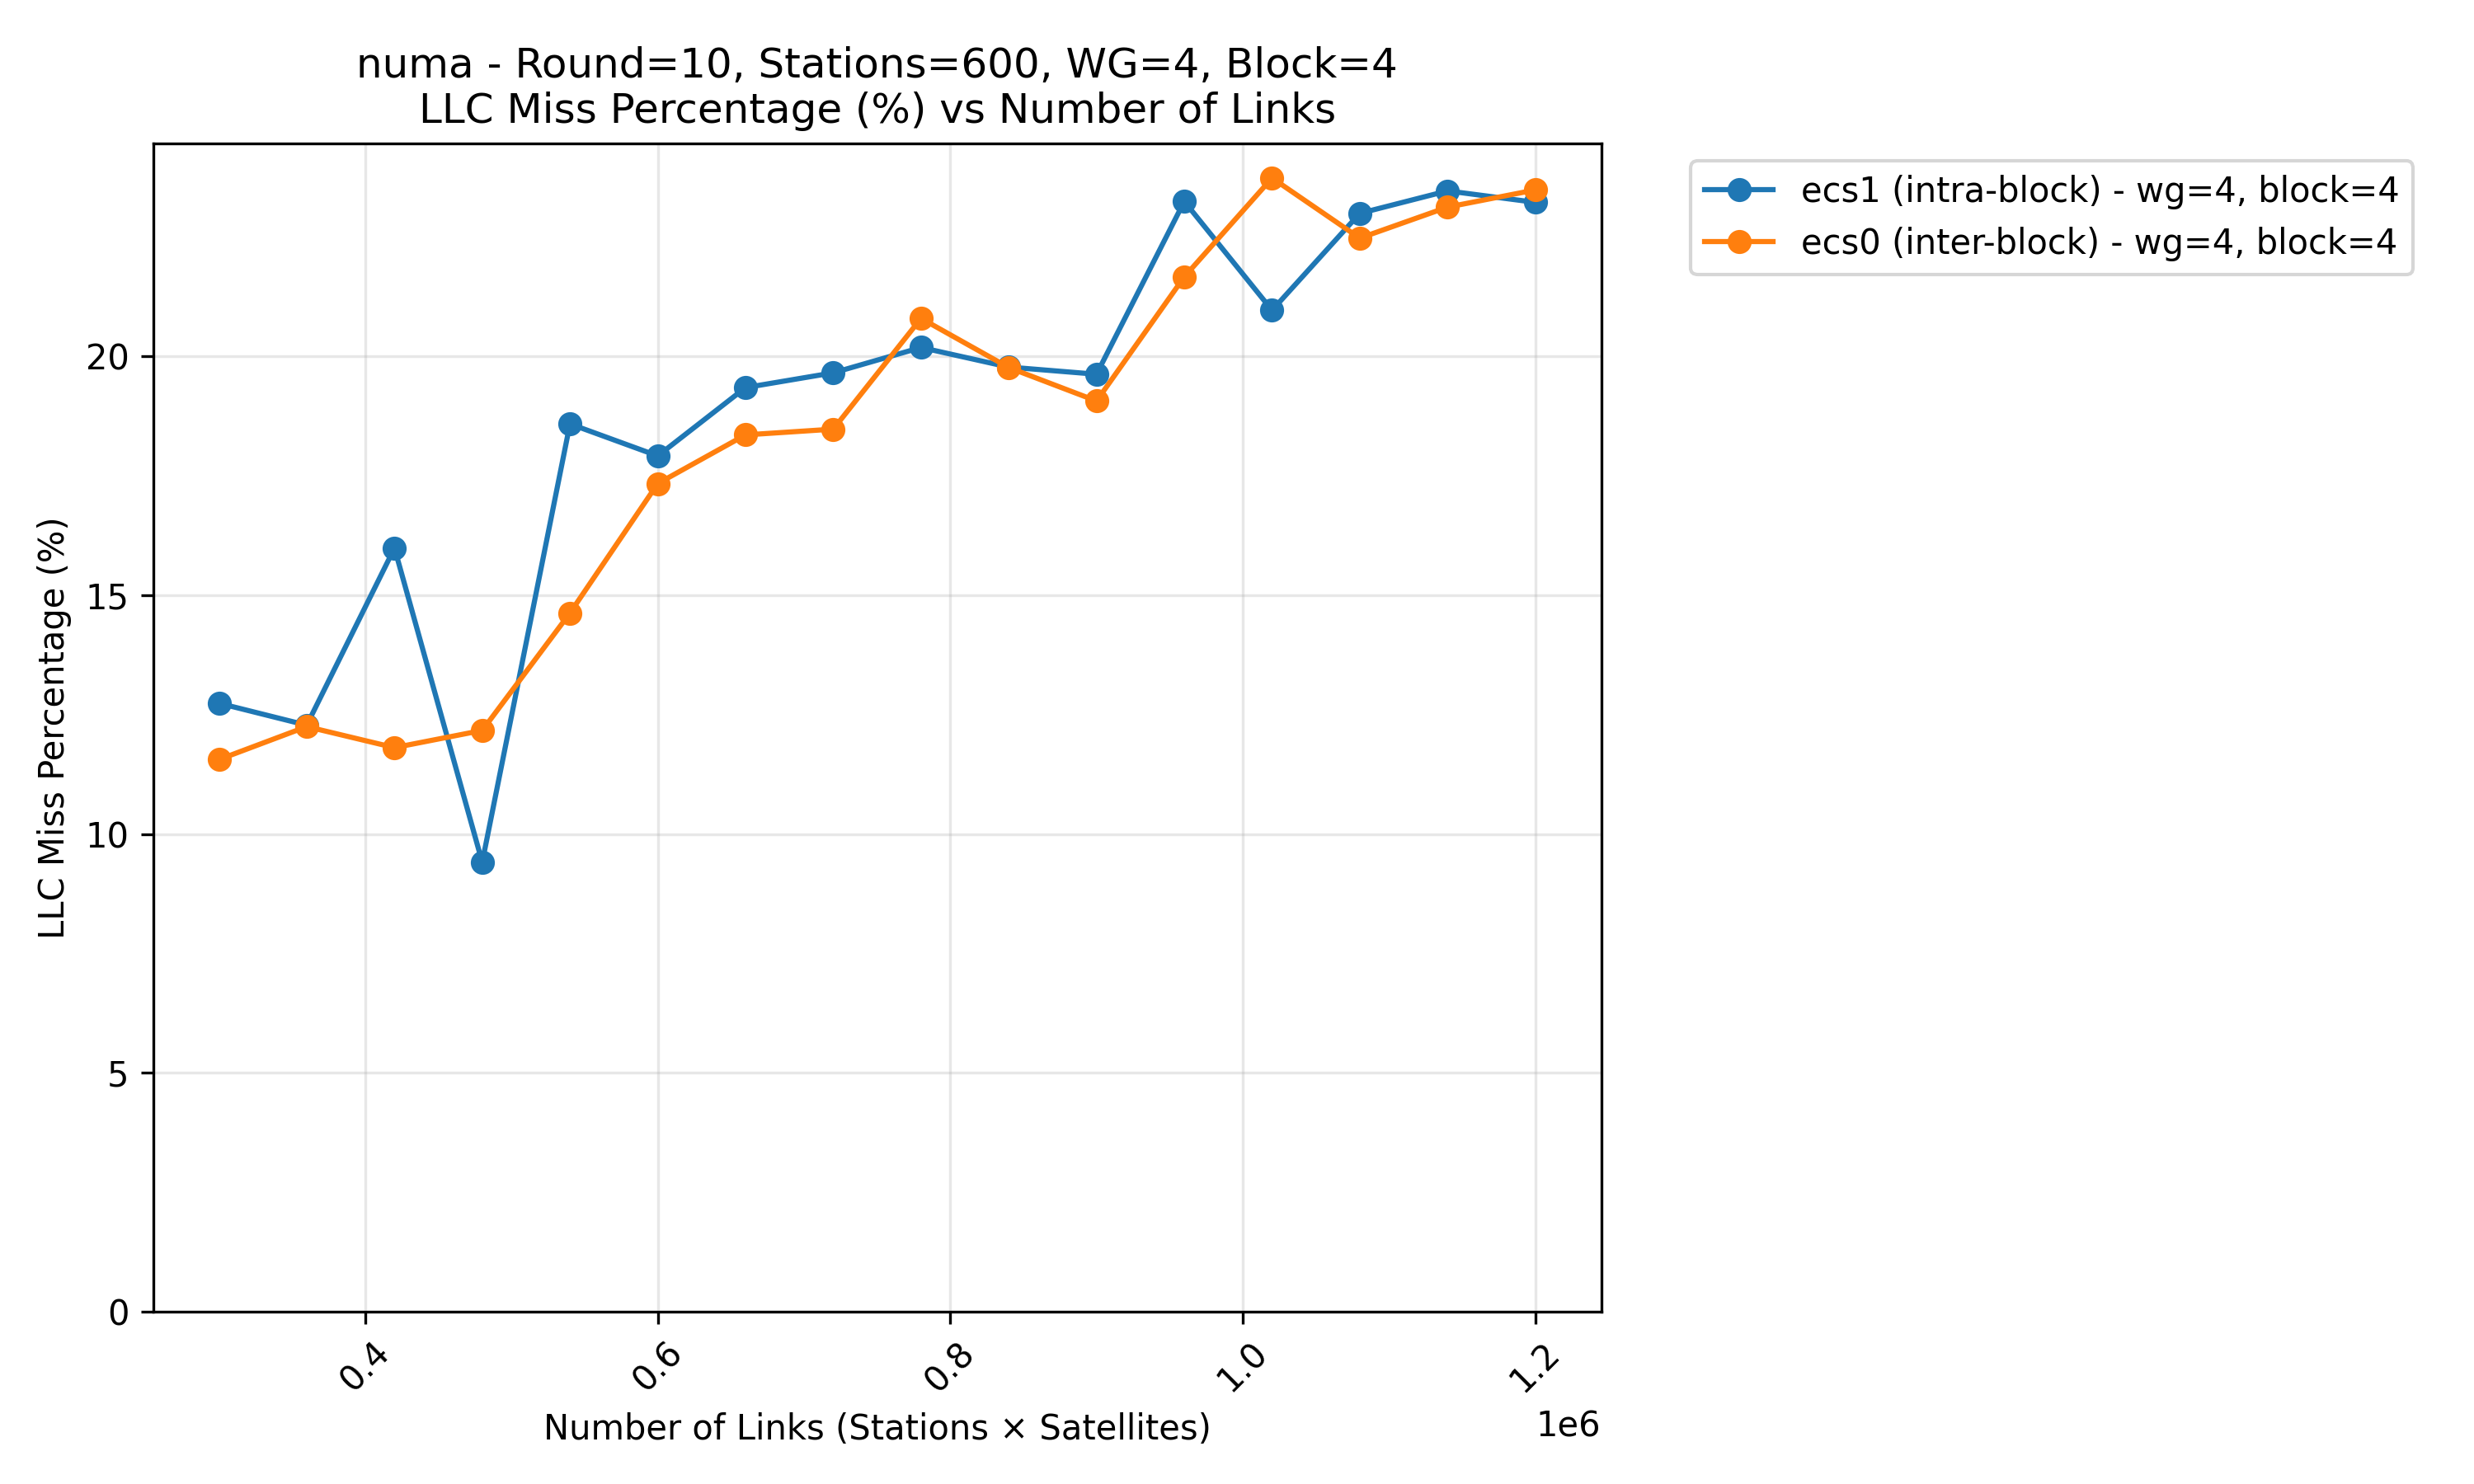 numa - Round=10, Stations=600, WG=4, Block=4
LLC Miss Percentage (%) vs Number of Links
ecs1 (intra-block) - wg=4, block=4
ecs0 (inter-block) - wg=4, block=4
LLC Miss Percentage (%)
20
15
10
5
0
0.4
0.6
0.8
1.0
1.2
Number of Links (Stations × Satellites)
1e6